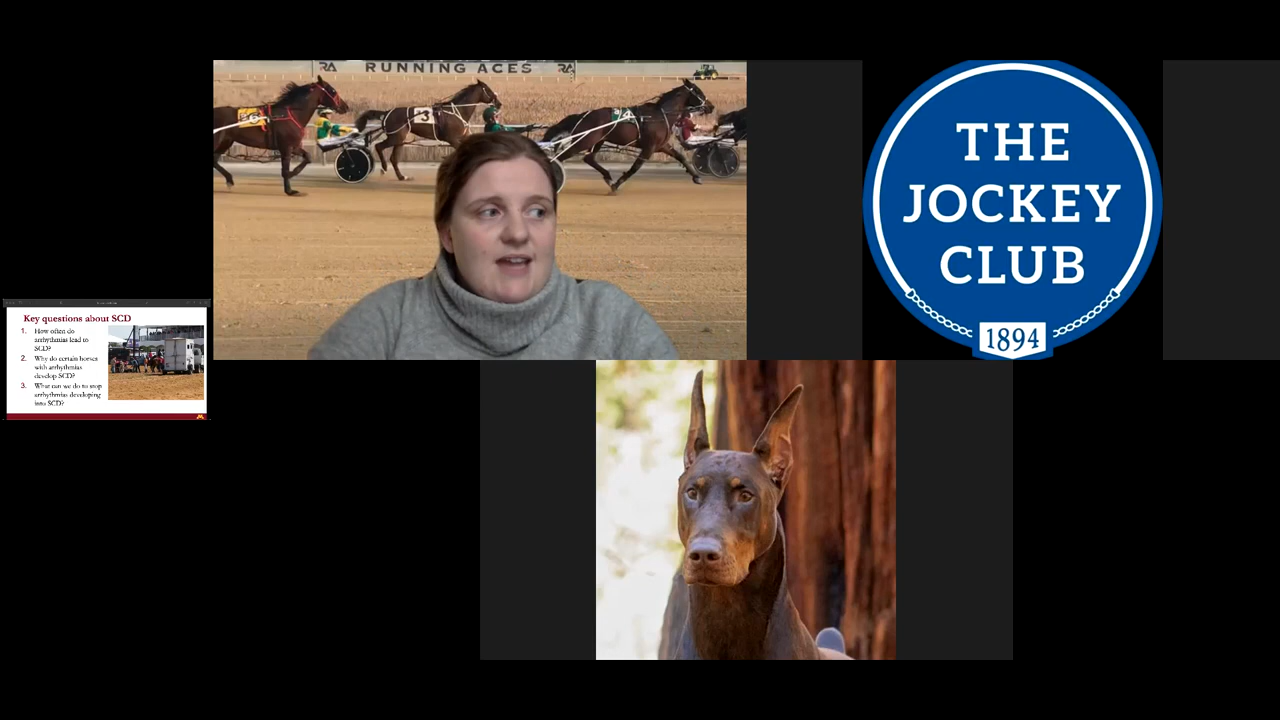 RA RUNNING ACES RA
6
3
4
THE
JOCKEY
CLUB
1894
Key questions about SCD
1. How often do
arrhythmias lead to
SCD?
2. Why do certain horses
with arrhythmias
develop SCD?
3. What can we do to stop
arrhythmias developing
into SCD?